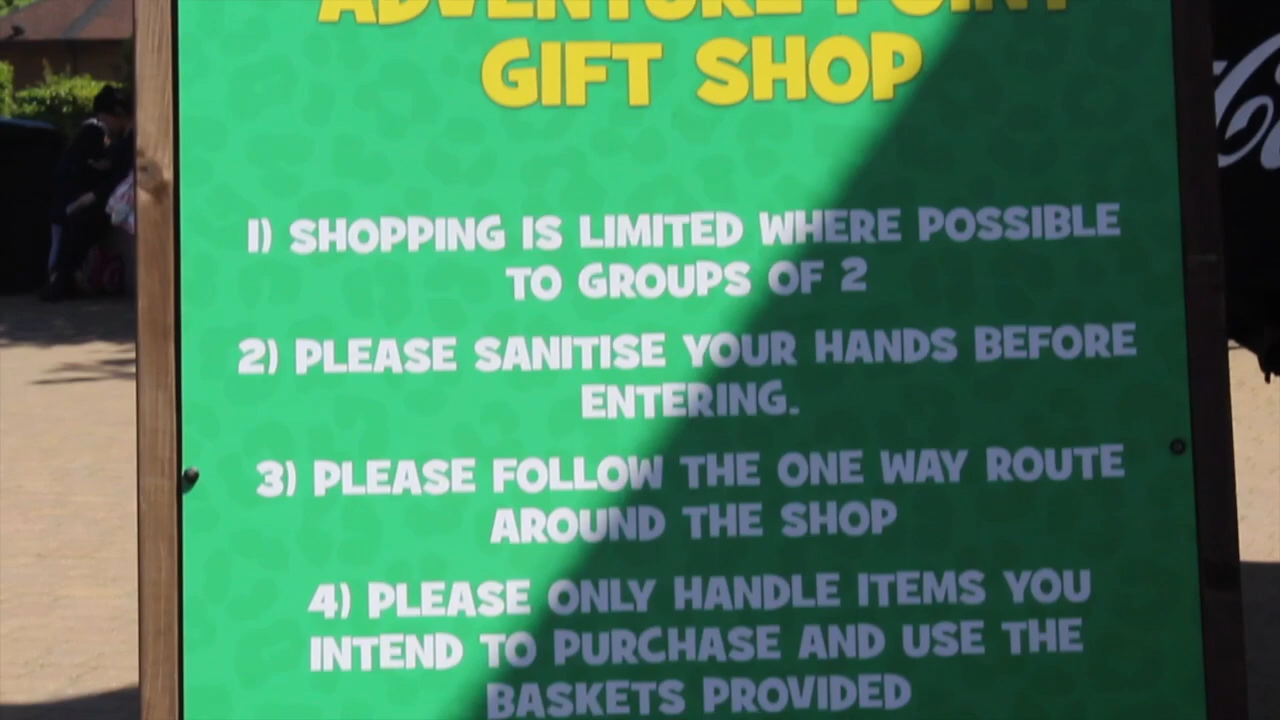 ADVENTURE POINT
GIFT SHOP
1) SHOPPING IS LIMITED WHERE POSSIBLE
TO GROUPS OF 2
2) PLEASE SANITISE YOUR HANDS BEFORE
ENTERING.
3) PLEASE FOLLOW THE ONE WAY ROUTE
AROUND THE SHOP
4) PLEASE ONLY HANDLE ITEMS YOU
INTEND TO PURCHASE AND USE THE
BASKETS PROVIDED